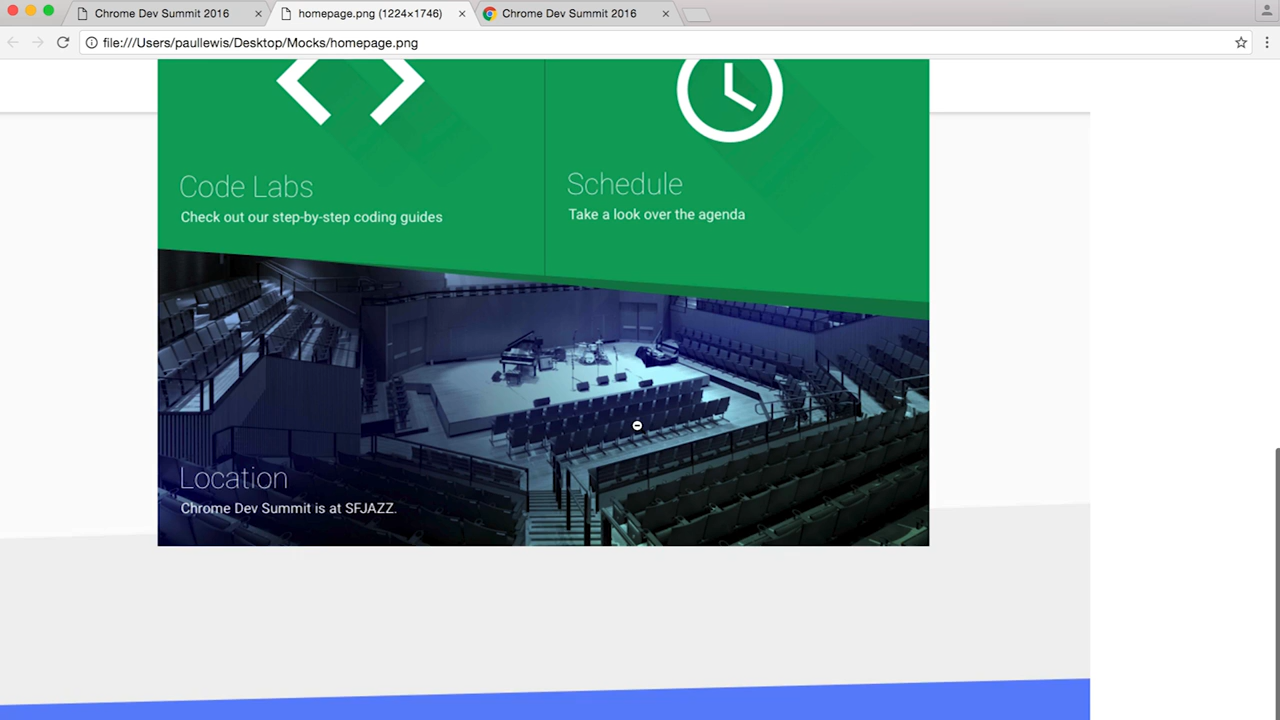 Chrome Dev Summit 2016
homepage.png (1224×1746)
Chrome Dev Summit 2016
file:///Users/paullewis/Desktop/Mocks/homepage.png
Code Labs
Check out our step-by-step coding guides
Schedule
Take a look over the agenda
Location
Chrome Dev Summit is at SFJAZZ.